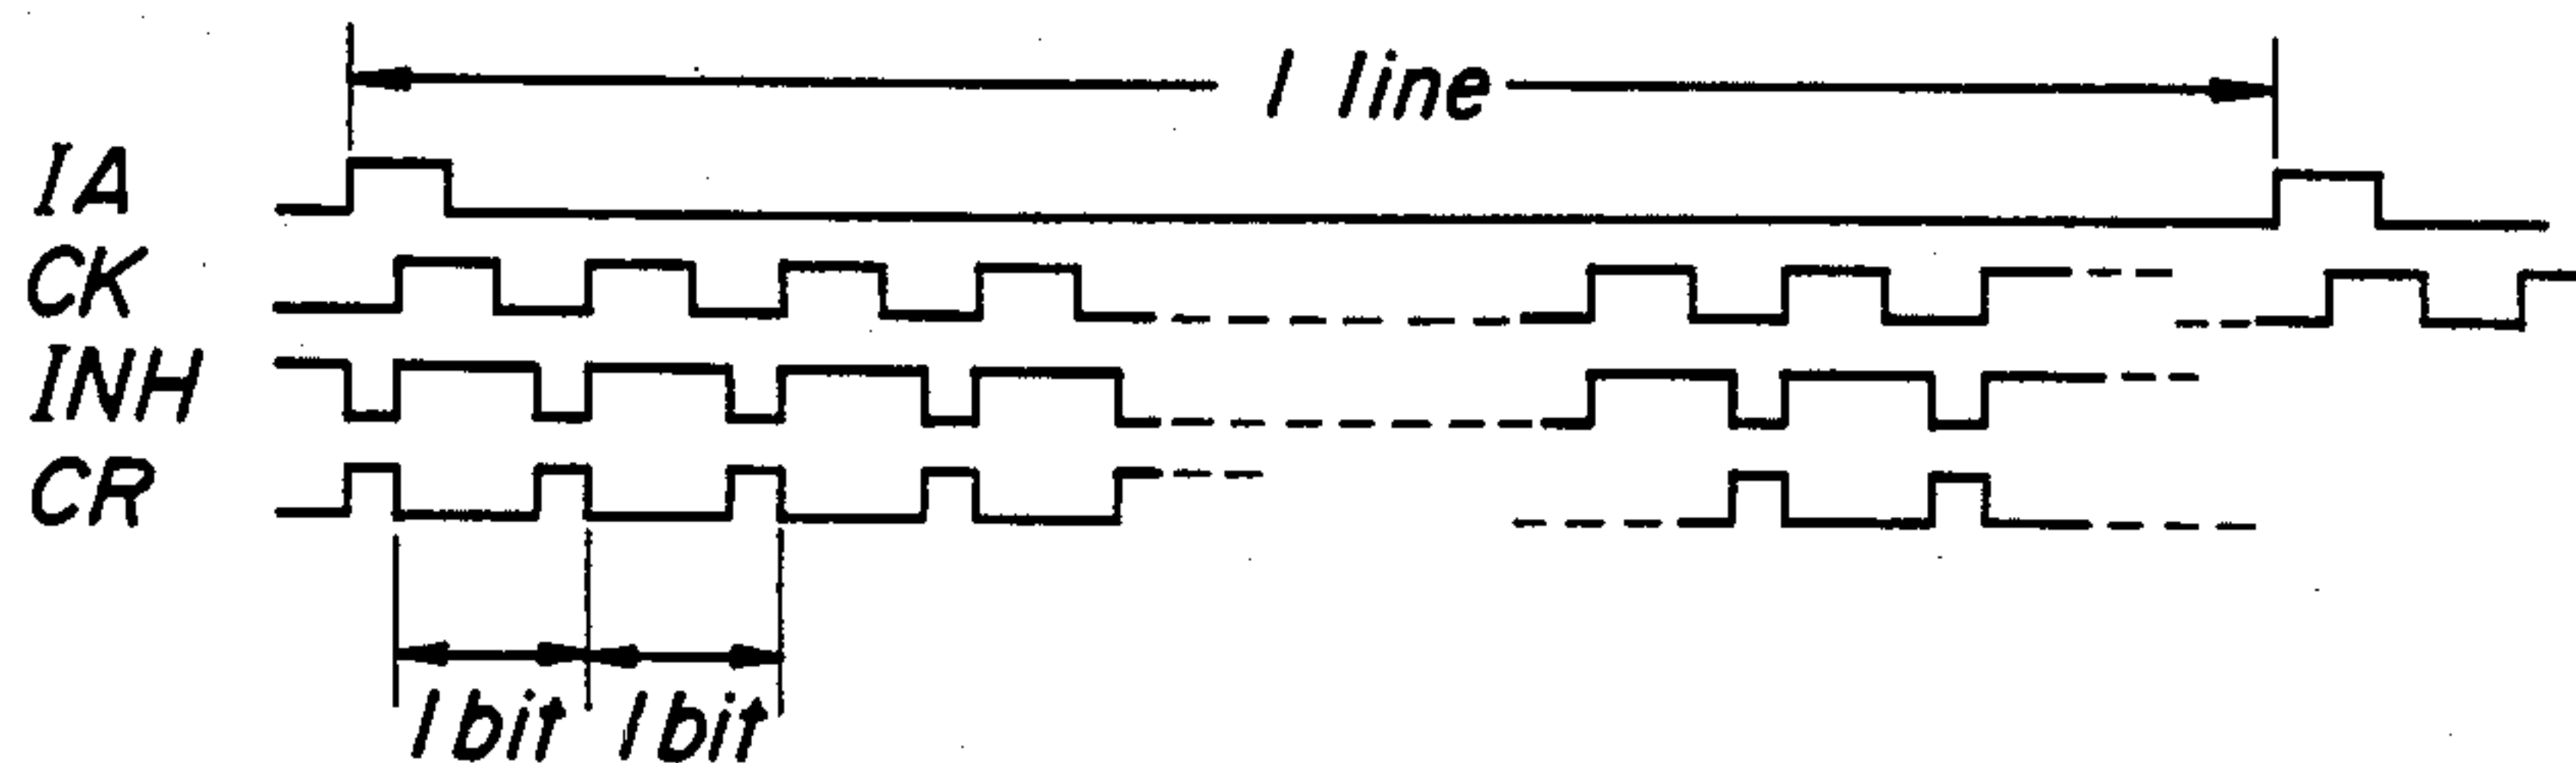 1 line
IA
CK
INH
CR
1 bit 1 bit